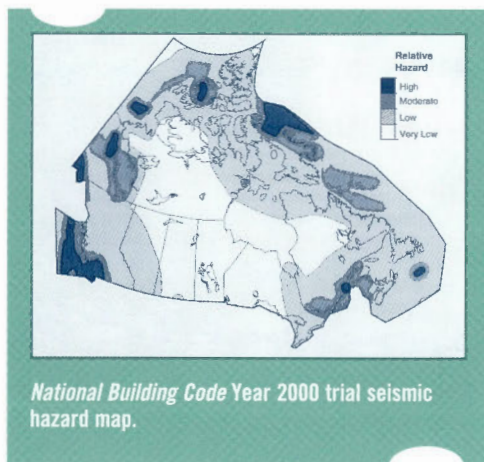 Relative
Hazard
High
Moderate
Low
Very Low
National Building Code Year 2000 trial seismic
hazard map.